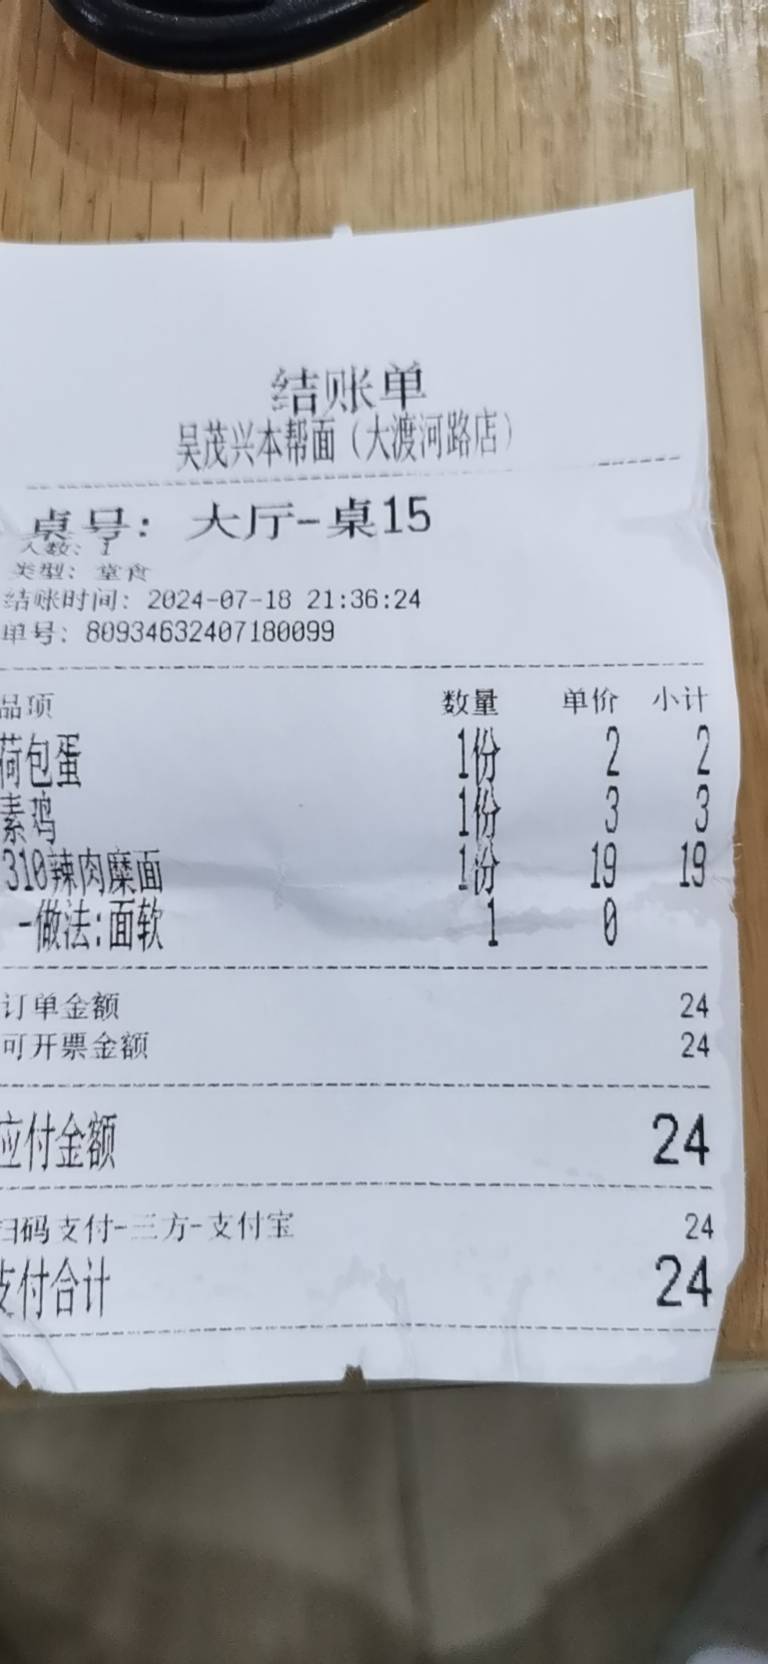 结账单
吴茂兴本帮面（大渡河路店）
桌号：大厅-桌15
人数：1
类型：堂食
结账时间：2024-07-18 21:36:24
单号：80934632407180099
品项 数量 单价 小计
荷包蛋 1份 2 2
素鸡 1份 3 3
310辣肉糜面 1份 19 19
-做法:面软 1 0
订单金额 24
可开票金额 24
应付金额 24
扫码支付-三方-支付宝 24
支付合计 24